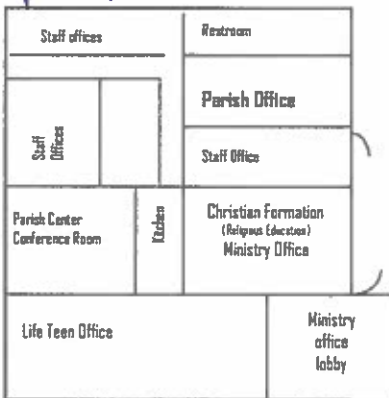 Staff offices
Restroom
Parish Office
Staff
Offices
Staff Office
Parish Center
Conference Room
Kitchen
Christian Formation
(Religious Education)
Ministry Office
Life Teen Office
Ministry
office
lobby